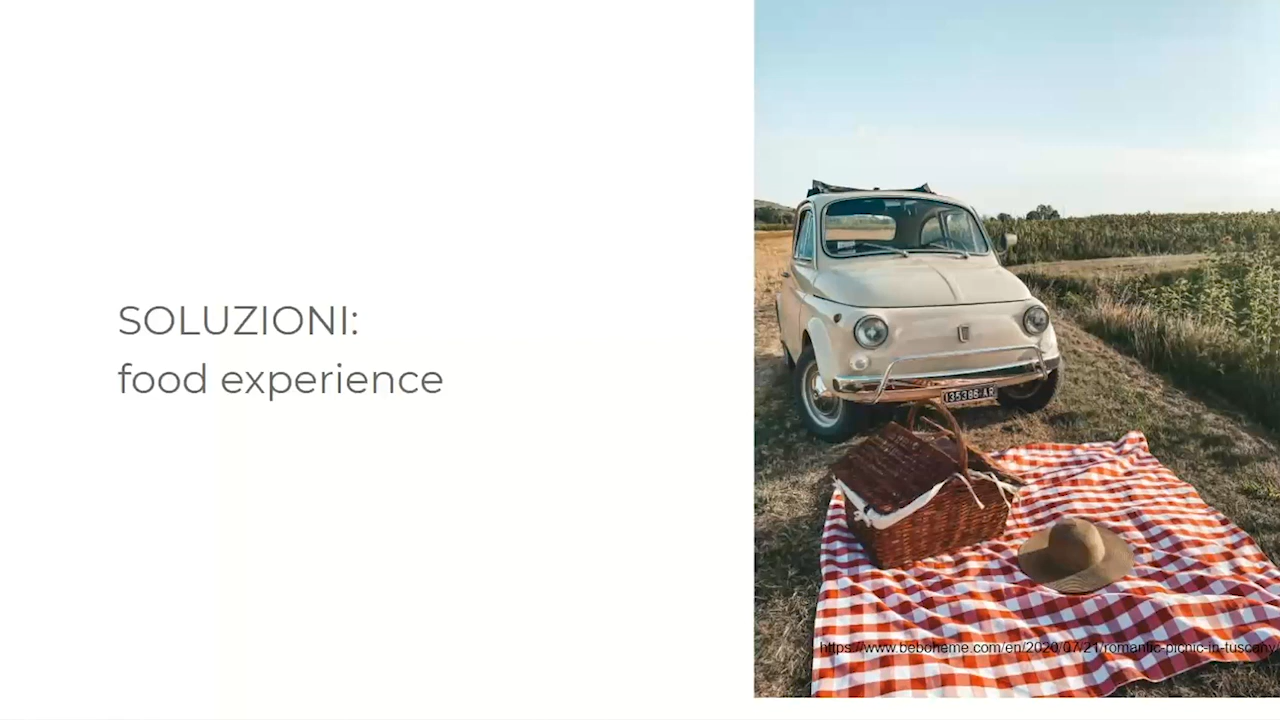 SOLUZIONI:
food experience
135386 AR
https://www.beboheme.com/en/2020/07/21/romantic-picnic-in-tuscany/